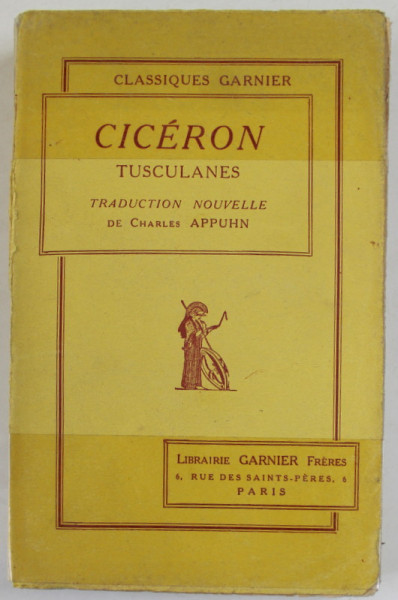 CLASSIQUES GARNIER
CICÉRON
TUSCULANES
TRADUCTION NOUVELLE
DE CHARLES APPUHN
LIBRAIRIE GARNIER FRÈRES
6, RUE DES SAINTS-PÈRES, 6
PARIS